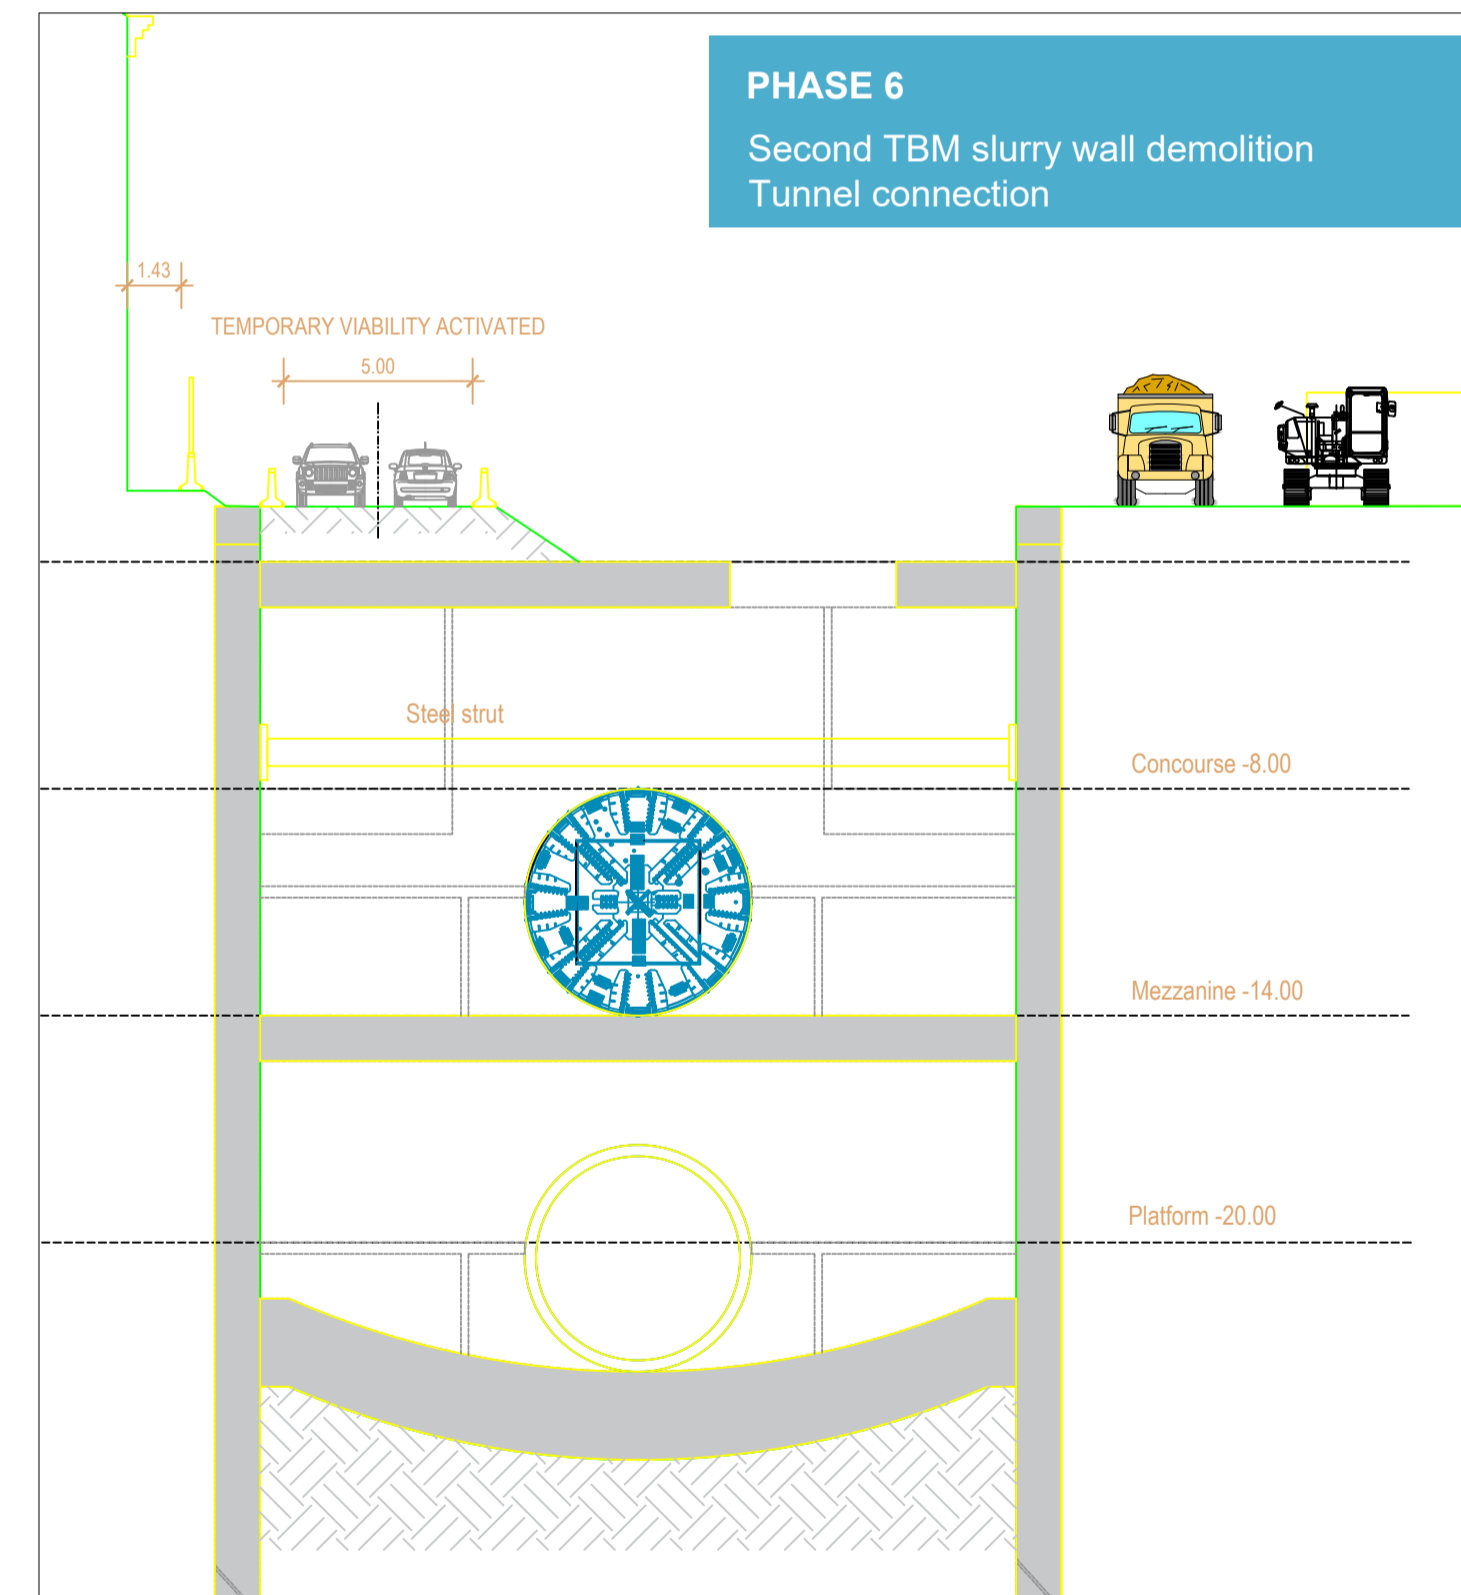 PHASE 6
Second TBM slurry wall demolition
Tunnel connection
1.43
TEMPORARY VIABILITY ACTIVATED
5.00
Steel strut
Concourse -8.00
Mezzanine -14.00
Platform -20.00